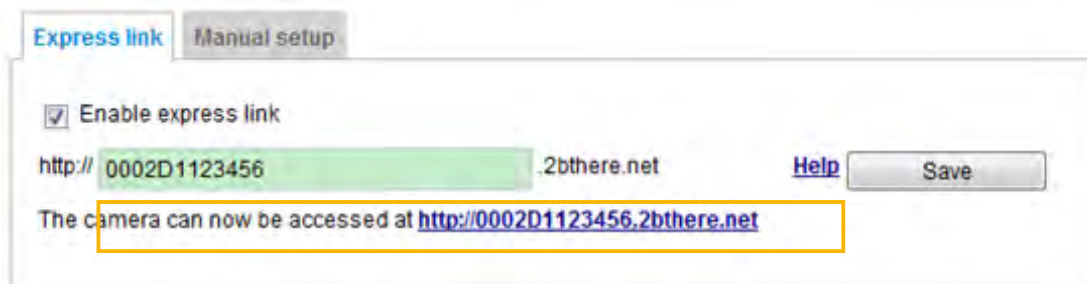 Express link Manual setup
Enable express link
http:// 0002D1123456 .2bthere.net Help Save
The camera can now be accessed at http://0002D1123456.2bthere.net